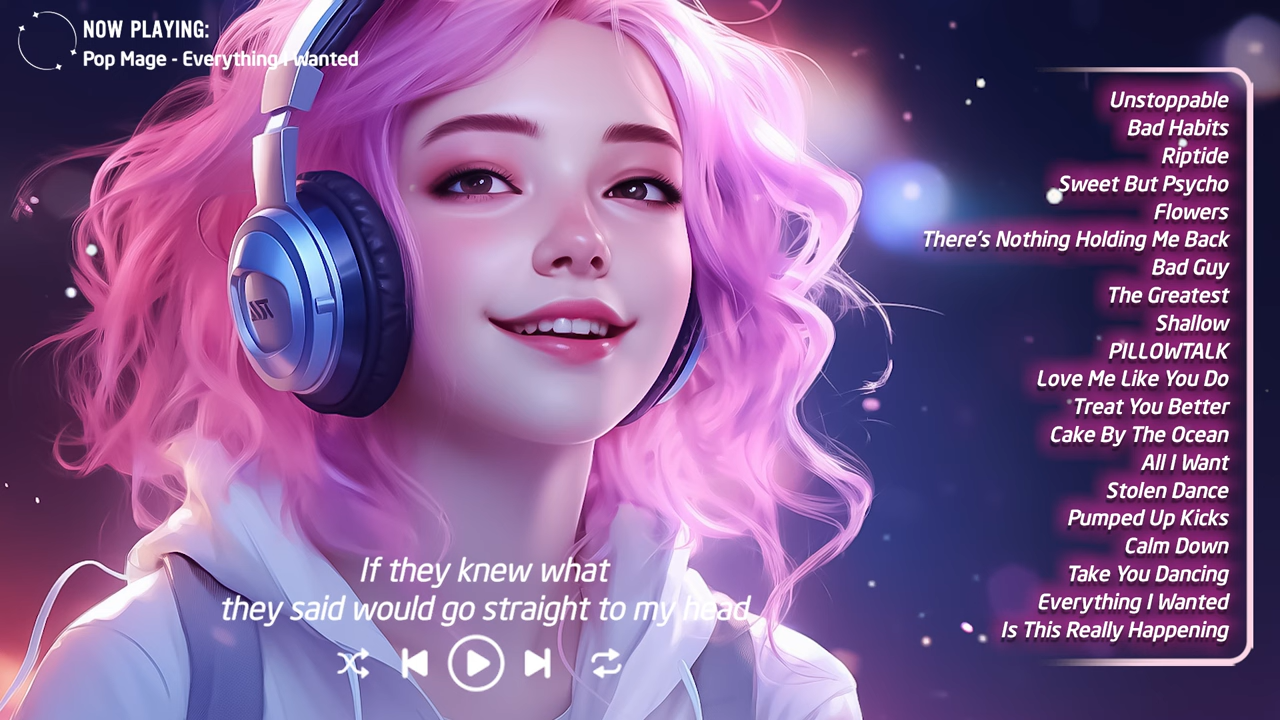 NOW PLAYING:
Pop Mage - Everything I wanted
Unstoppable
Bad Habits
Riptide
Sweet But Psycho
Flowers
There's Nothing Holding Me Back
Bad Guy
The Greatest
Shallow
PILLOWTALK
Love Me Like You Do
Treat You Better
Cake By The Ocean
All I Want
Stolen Dance
Pumped Up Kicks
Calm Down
Take You Dancing
Everything I Wanted
Is This Really Happening
If they knew what
they said would go straight to my head